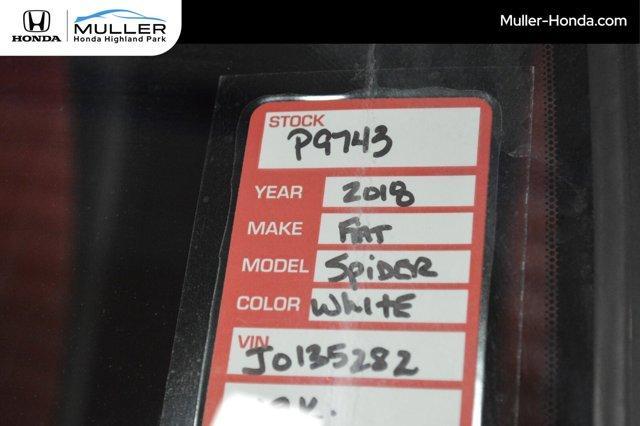 HONDA
MULLER
Honda Highland Park
Muller-Honda.com
STOCK
P9743
YEAR 2018
MAKE FIAT
MODEL SPIDER
COLOR WHITE
VIN
J0135282